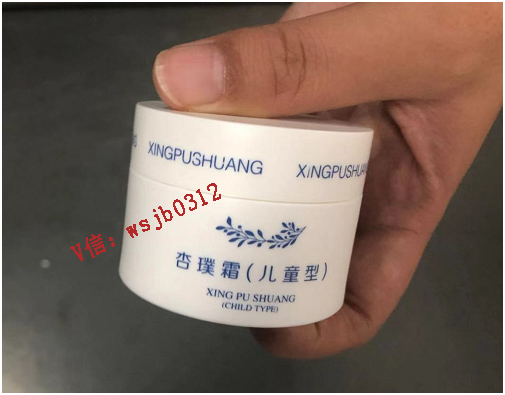 XINGPUSHUANG XINGPUSHUA
V信：wsjb0312
杏璞霜(儿童型)
XING PU SHUANG
(CHILD TYPE)